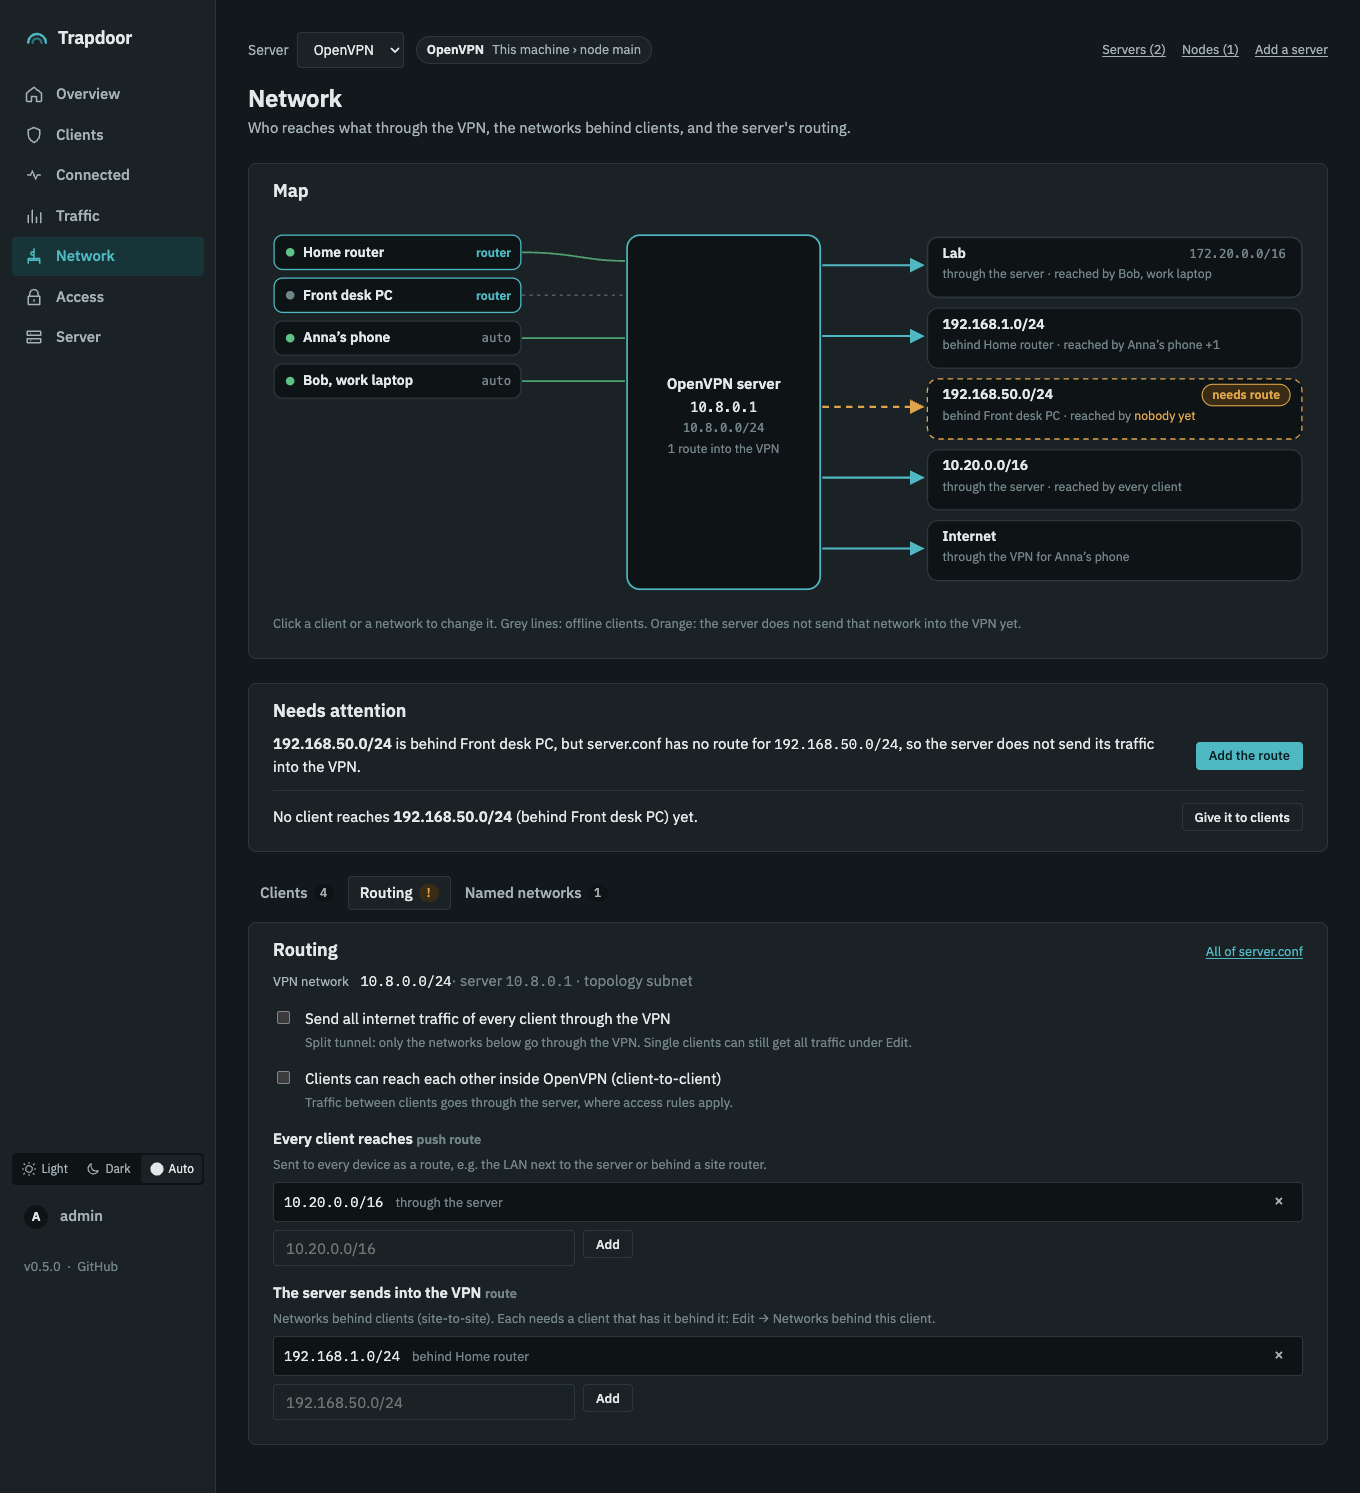 Trapdoor
Overview
Clients
Connected
Traffic
Network
Access
Server
Light
Dark
Auto
A
admin
v0.5.0 · GitHub
Server
OpenVPN
OpenVPN This machine › node main
Servers (2)
Nodes (1)
Add a server
Network
Who reaches what through the VPN, the networks behind clients, and the server's routing.
Map
Home router
router
Front desk PC
router
Anna’s phone
auto
Bob, work laptop
auto
OpenVPN server
10.8.0.1
10.8.0.0/24
1 route into the VPN
Lab
172.20.0.0/16
through the server · reached by Bob, work laptop
192.168.1.0/24
behind Home router · reached by Anna’s phone +1
192.168.50.0/24
needs route
behind Front desk PC · reached by nobody yet
10.20.0.0/16
through the server · reached by every client
Internet
through the VPN for Anna’s phone
Click a client or a network to change it. Grey lines: offline clients. Orange: the server does not send that network into the VPN yet.
Needs attention
192.168.50.0/24 is behind Front desk PC, but server.conf has no route for 192.168.50.0/24, so the server does not send its traffic
into the VPN.
Add the route
No client reaches 192.168.50.0/24 (behind Front desk PC) yet.
Give it to clients
Clients 4
Routing !
Named networks 1
Routing
All of server.conf
VPN network 10.8.0.0/24 · server 10.8.0.1 · topology subnet
Send all internet traffic of every client through the VPN
Split tunnel: only the networks below go through the VPN. Single clients can still get all traffic under Edit.
Clients can reach each other inside OpenVPN (client-to-client)
Traffic between clients goes through the server, where access rules apply.
Every client reaches push route
Sent to every device as a route, e.g. the LAN next to the server or behind a site router.
10.20.0.0/16 through the server
×
10.20.0.0/16
Add
The server sends into the VPN route
Networks behind clients (site-to-site). Each needs a client that has it behind it: Edit → Networks behind this client.
192.168.1.0/24 behind Home router
×
192.168.50.0/24
Add